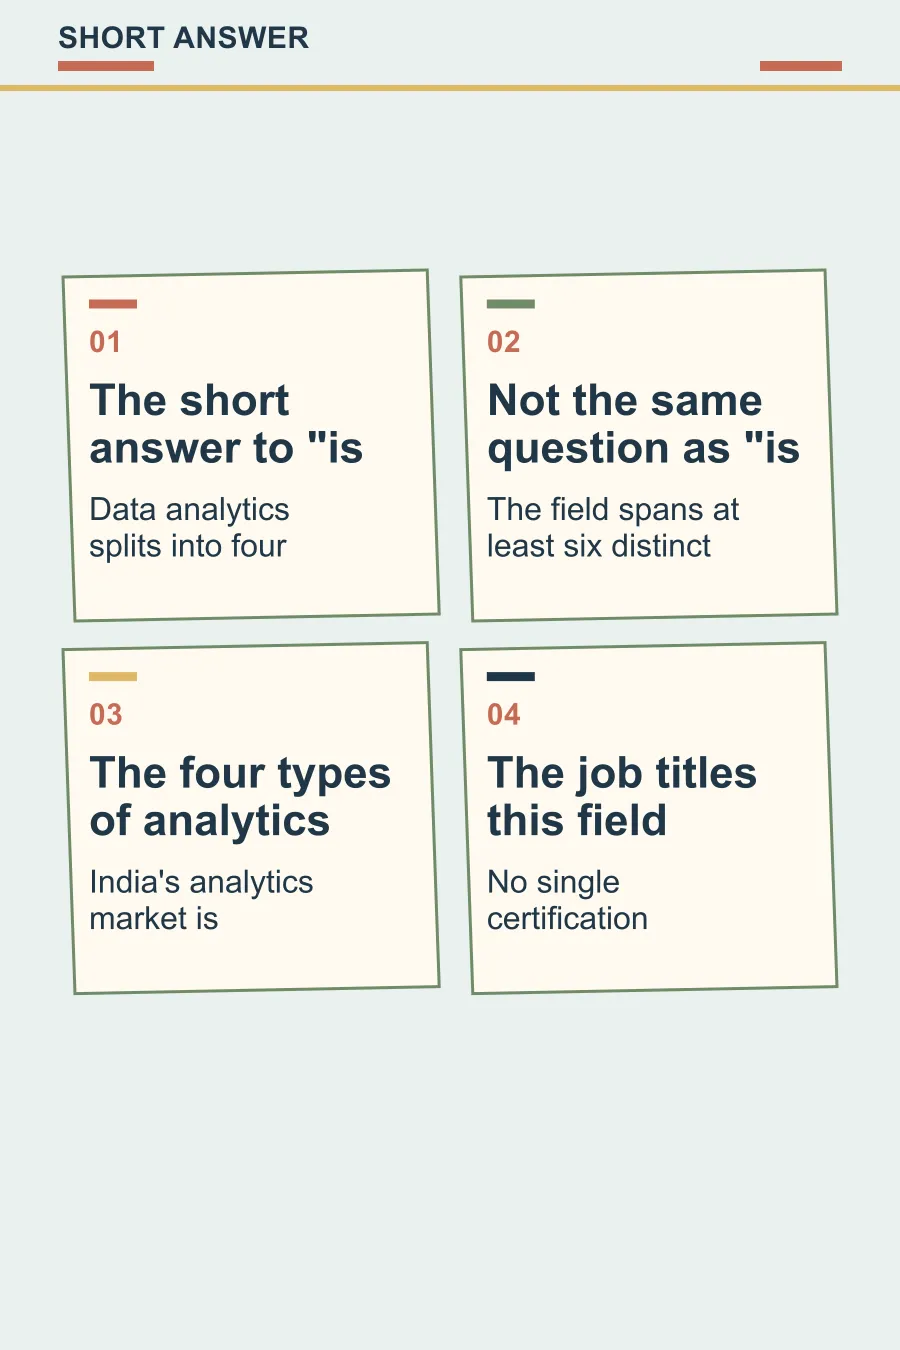 SHORT ANSWER
01
The short
answer to "is
Data analytics
splits into four
02
Not the same
question as "is
The field spans at
least six distinct
03
The four types
of analytics
India's analytics
market is
04
The job titles
this field
No single
certification